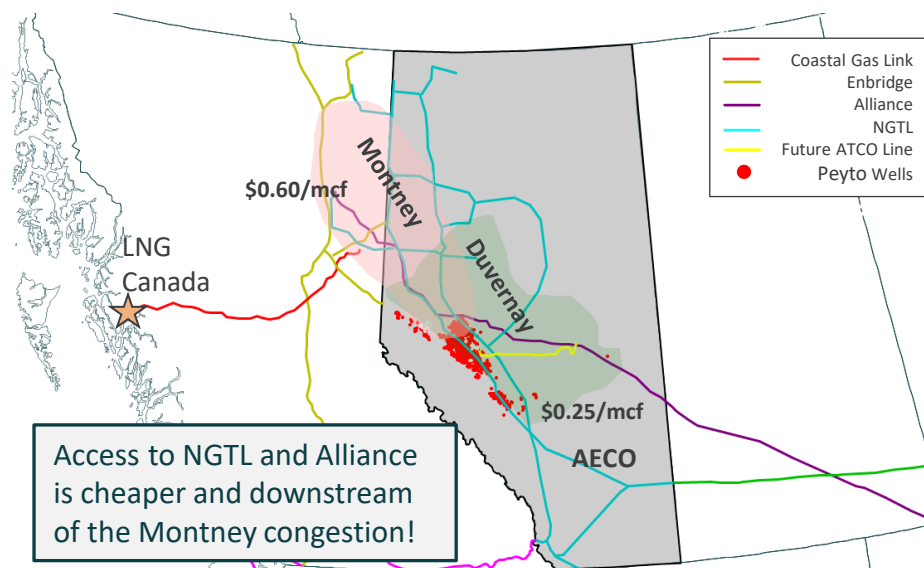 Coastal Gas Link
Enbridge
Alliance
NGTL
Future ATCO Line
Peyto Wells
Montney
$0.60/mcf
Duvernay
LNG
Canada
$0.25/mcf
AECO
Access to NGTL and Alliance
is cheaper and downstream
of the Montney congestion!